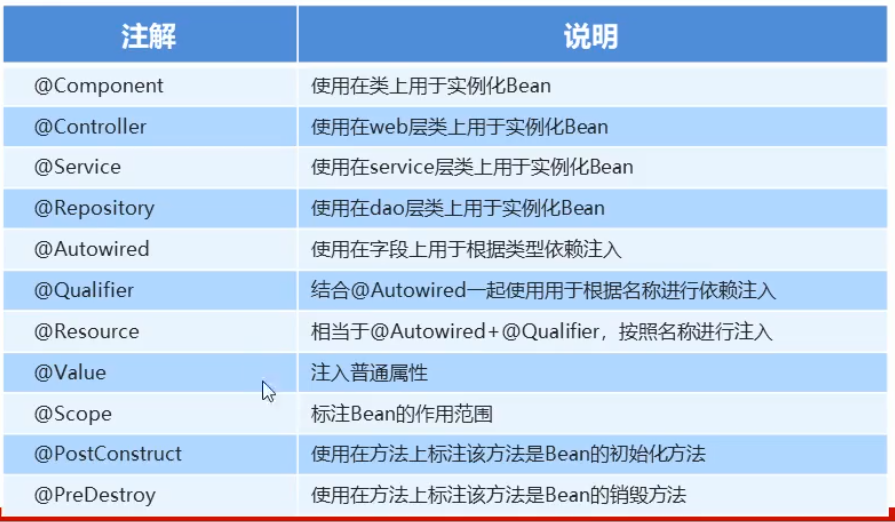 注解 说明
@Component 使用在类上用于实例化Bean
@Controller 使用在web层类上用于实例化Bean
@Service 使用在service层类上用于实例化Bean
@Repository 使用在dao层类上用于实例化Bean
@Autowired 使用在字段上用于根据类型依赖注入
@Qualifier 结合@Autowired一起使用用于根据名称进行依赖注入
@Resource 相当于@Autowired+@Qualifier，按照名称进行注入
@Value 注入普通属性
@Scope 标注Bean的作用范围
@PostConstruct 使用在方法上标注该方法是Bean的初始化方法
@PreDestroy 使用在方法上标注该方法是Bean的销毁方法